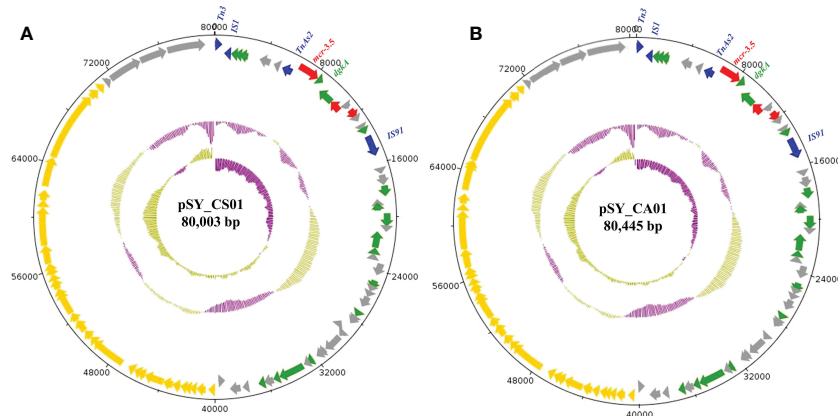 A
80000
Tn3
IS1
TnAs2
mcr-3.5
8000
dgkA
IS91
16000
24000
32000
40000
48000
56000
64000
72000
pSY_CS01
80,003 bp
B
80000
Tn3
IS1
TnAs2
mcr-3.5
8000
dgkA
IS91
16000
24000
32000
40000
48000
56000
64000
72000
pSY_CA01
80,445 bp